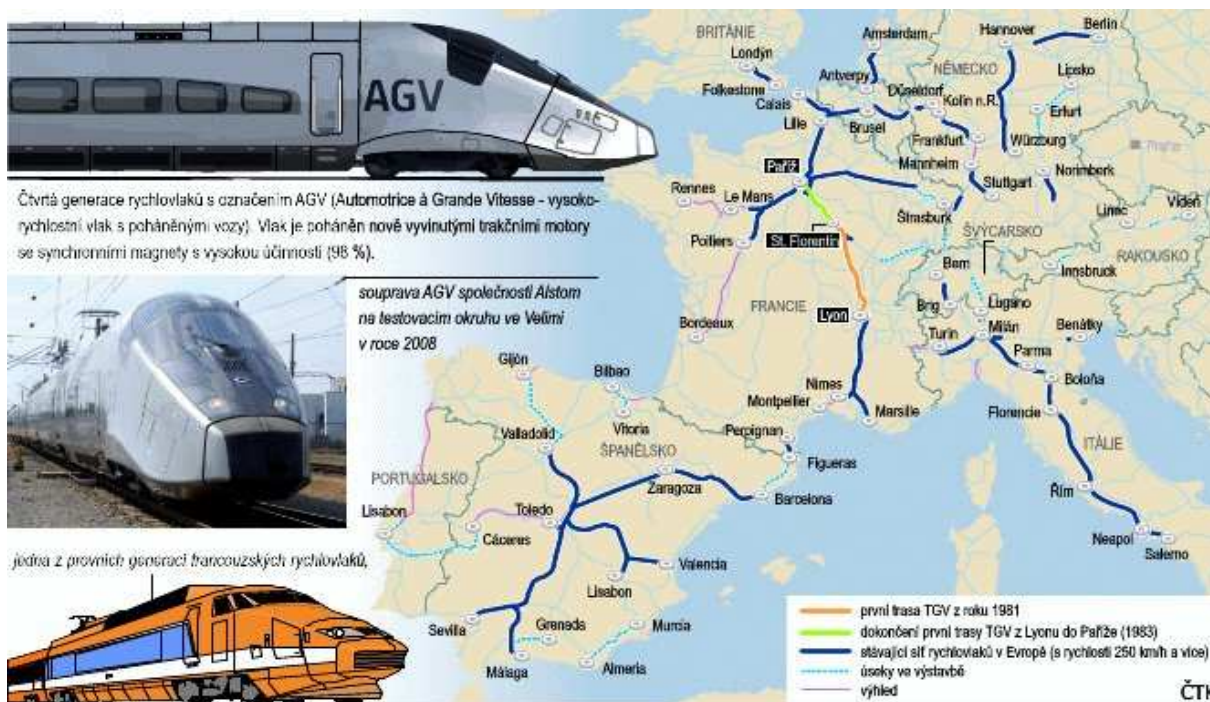 AGV
Čtvrtá generace rychlovlaků s označením AGV (Automotrice à Grande Vitesse - vysoko-
rychlostní vlak s poháněnými vozy). Vlak je poháněn nově vyvinutými trakčními motory
se synchronními magnety s vysokou účinností (98 %).
souprava AGV společnosti Alstom
na testovacím okruhu ve Velimi
v roce 2008
jedna z provních generací francouzských rychlovlaků,
BRITÁNIE
Londýn
Folkestone
Calais
Lille
Amsterdam
Antverpy
Brusel
Hannover
Berlín
NĚMECKO
Lipsko
Düseldorf
Kolín n.R.
Erfurt
Frankfurt
Würzburg
Mannheim
Norimberk
Stuttgart
Praha
Paříž
Rennes
Le Mans
Štrasburk
Linec
Vídeň
Poitiers
St. Florentin
ŠVÝCARSKO
RAKOUSKO
Bern
Innsbruck
FRANCIE
Brig
Lugano
Bordeaux
Lyon
Turín
Milán
Benátky
Parma
Boloňa
Gijón
Bilbao
Nimes
Montpellier
Marsille
Florencie
Vitoria
Perpignan
ITÁLIE
Valladolid
ŠPANĚLSKO
Figueras
PORTUGALSKO
Zaragoza
Barcelona
Řím
Lisabon
Toledo
Cáceres
Neapol
Salerno
Valencia
Lisabon
Sevilla
Greneda
Murcia
Málaga
Almería
první trasa TGV z roku 1981
dokončení první trasy TGV z Lyonu do Paříže (1983)
stávající síť rychlovlaků v Evropě (s rychlostí 250 km/h a více)
úseky ve výstavbě
výhled
ČTK